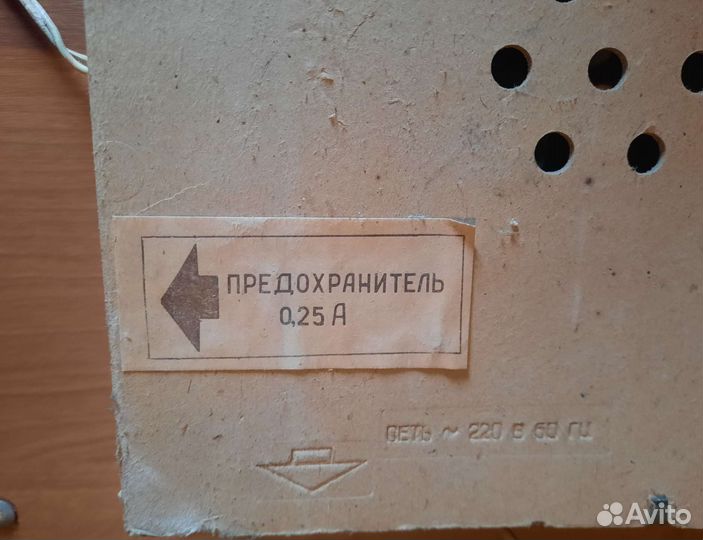 ПРЕДОХРАНИТЕЛЬ
0,25 А
СЕТЬ ~ 220 В 50 ГЦ
Avito